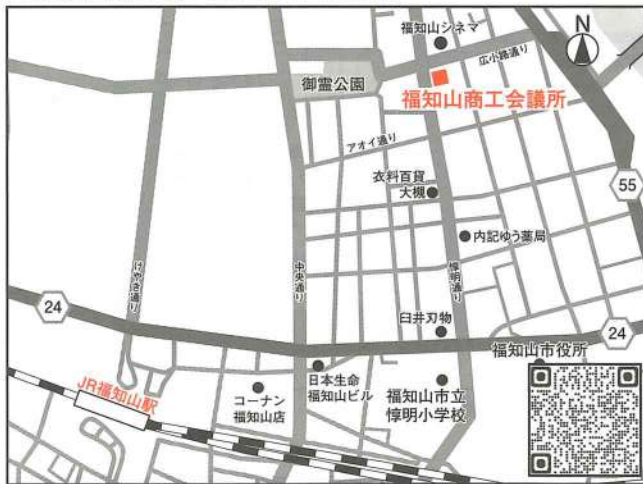 福知山シネマ
N
広小路通り
御霊公園
福知山商工会議所
アオイ通り
衣料百貨
大槻
55
内記ゆう薬局
けやき通り
中央通り
惇明通り
24
臼井刃物
24
福知山市役所
JR福知山駅
コーナン
福知山店
日本生命
福知山ビル
福知山市立
惇明小学校